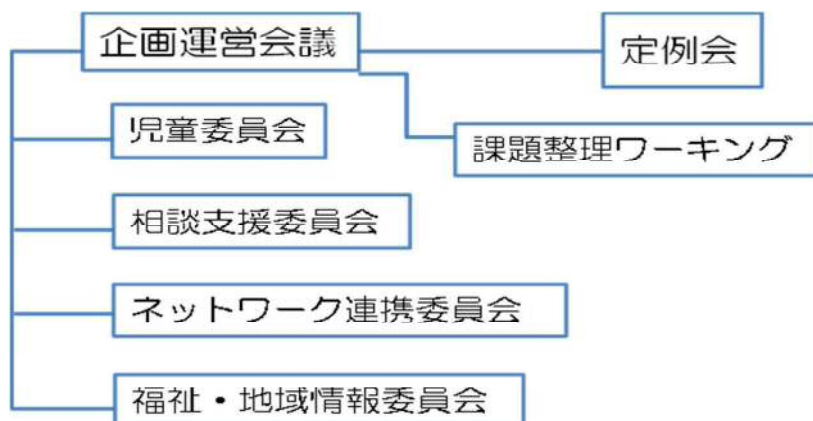 企画運営会議
定例会
児童委員会
課題整理ワーキング
相談支援委員会
ネットワーク連携委員会
福祉・地域情報委員会